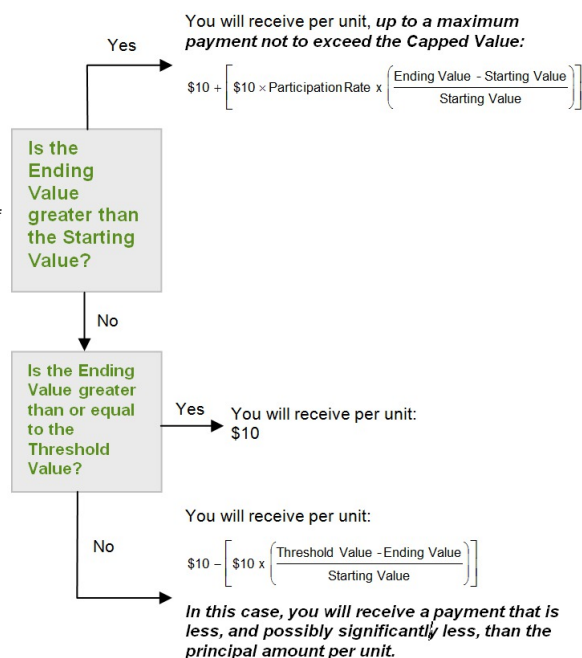 You will receive per unit, up to a maximum
Yes
payment not to exceed the Capped Value:
$10 + [ $10 × Participation Rate x ( Ending Value - Starting Value / Starting Value ) ]
Is the
Ending
Value
greater than
the Starting
Value?
No
Is the Ending
Value greater
than or equal
to the
Threshold
Value?
Yes
You will receive per unit:
$10
You will receive per unit:
No
$10 − [ $10 x ( Threshold Value - Ending Value / Starting Value ) ]
In this case, you will receive a payment that is
less, and possibly significantly less, than the
principal amount per unit.